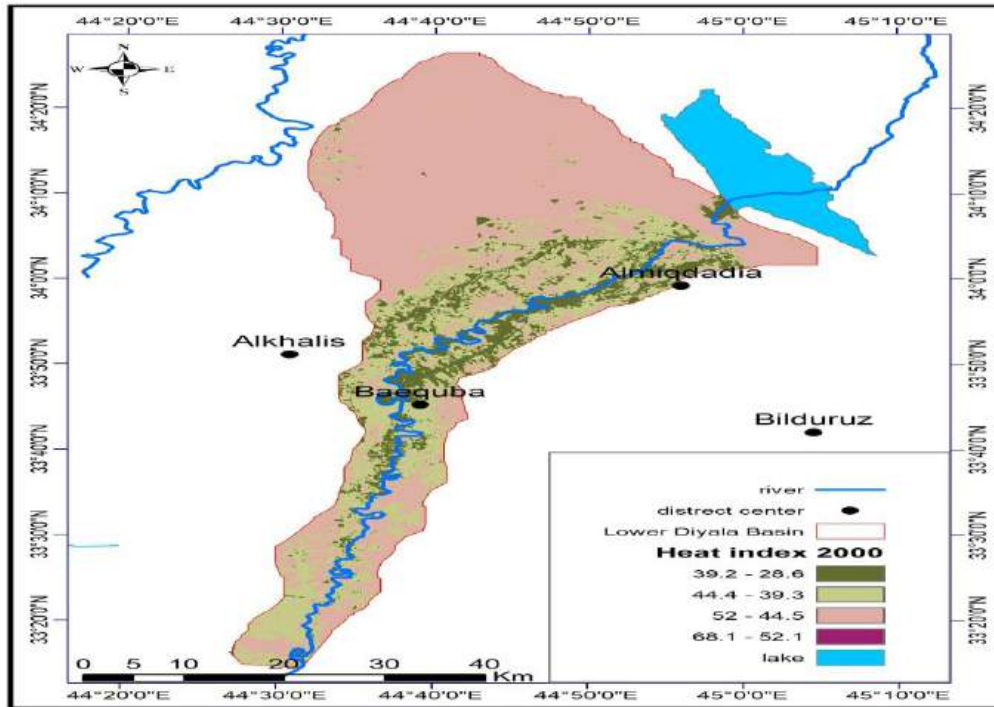 44°20'0"E 44°30'0"E 44°40'0"E 44°50'0"E 45°0'0"E 45°10'0"E
N
W E
S
34°20'0"N 34°20'0"N
34°10'0"N 34°10'0"N
34°0'0"N 34°0'0"N
Almiqdadia
Alkhalis
33°50'0"N 33°50'0"N
Baequba
Bilduruz
33°40'0"N 33°40'0"N
river
distrect center
Lower Diyala Basin
33°30'0"N 33°30'0"N
Heat index 2000
39.2 - 28.6
44.4 - 39.3
52 - 44.5
33°20'0"N 33°20'0"N
68.1 - 52.1
lake
0 5 10 20 30 40
Km
44°20'0"E 44°30'0"E 44°40'0"E 44°50'0"E 45°0'0"E 45°10'0"E